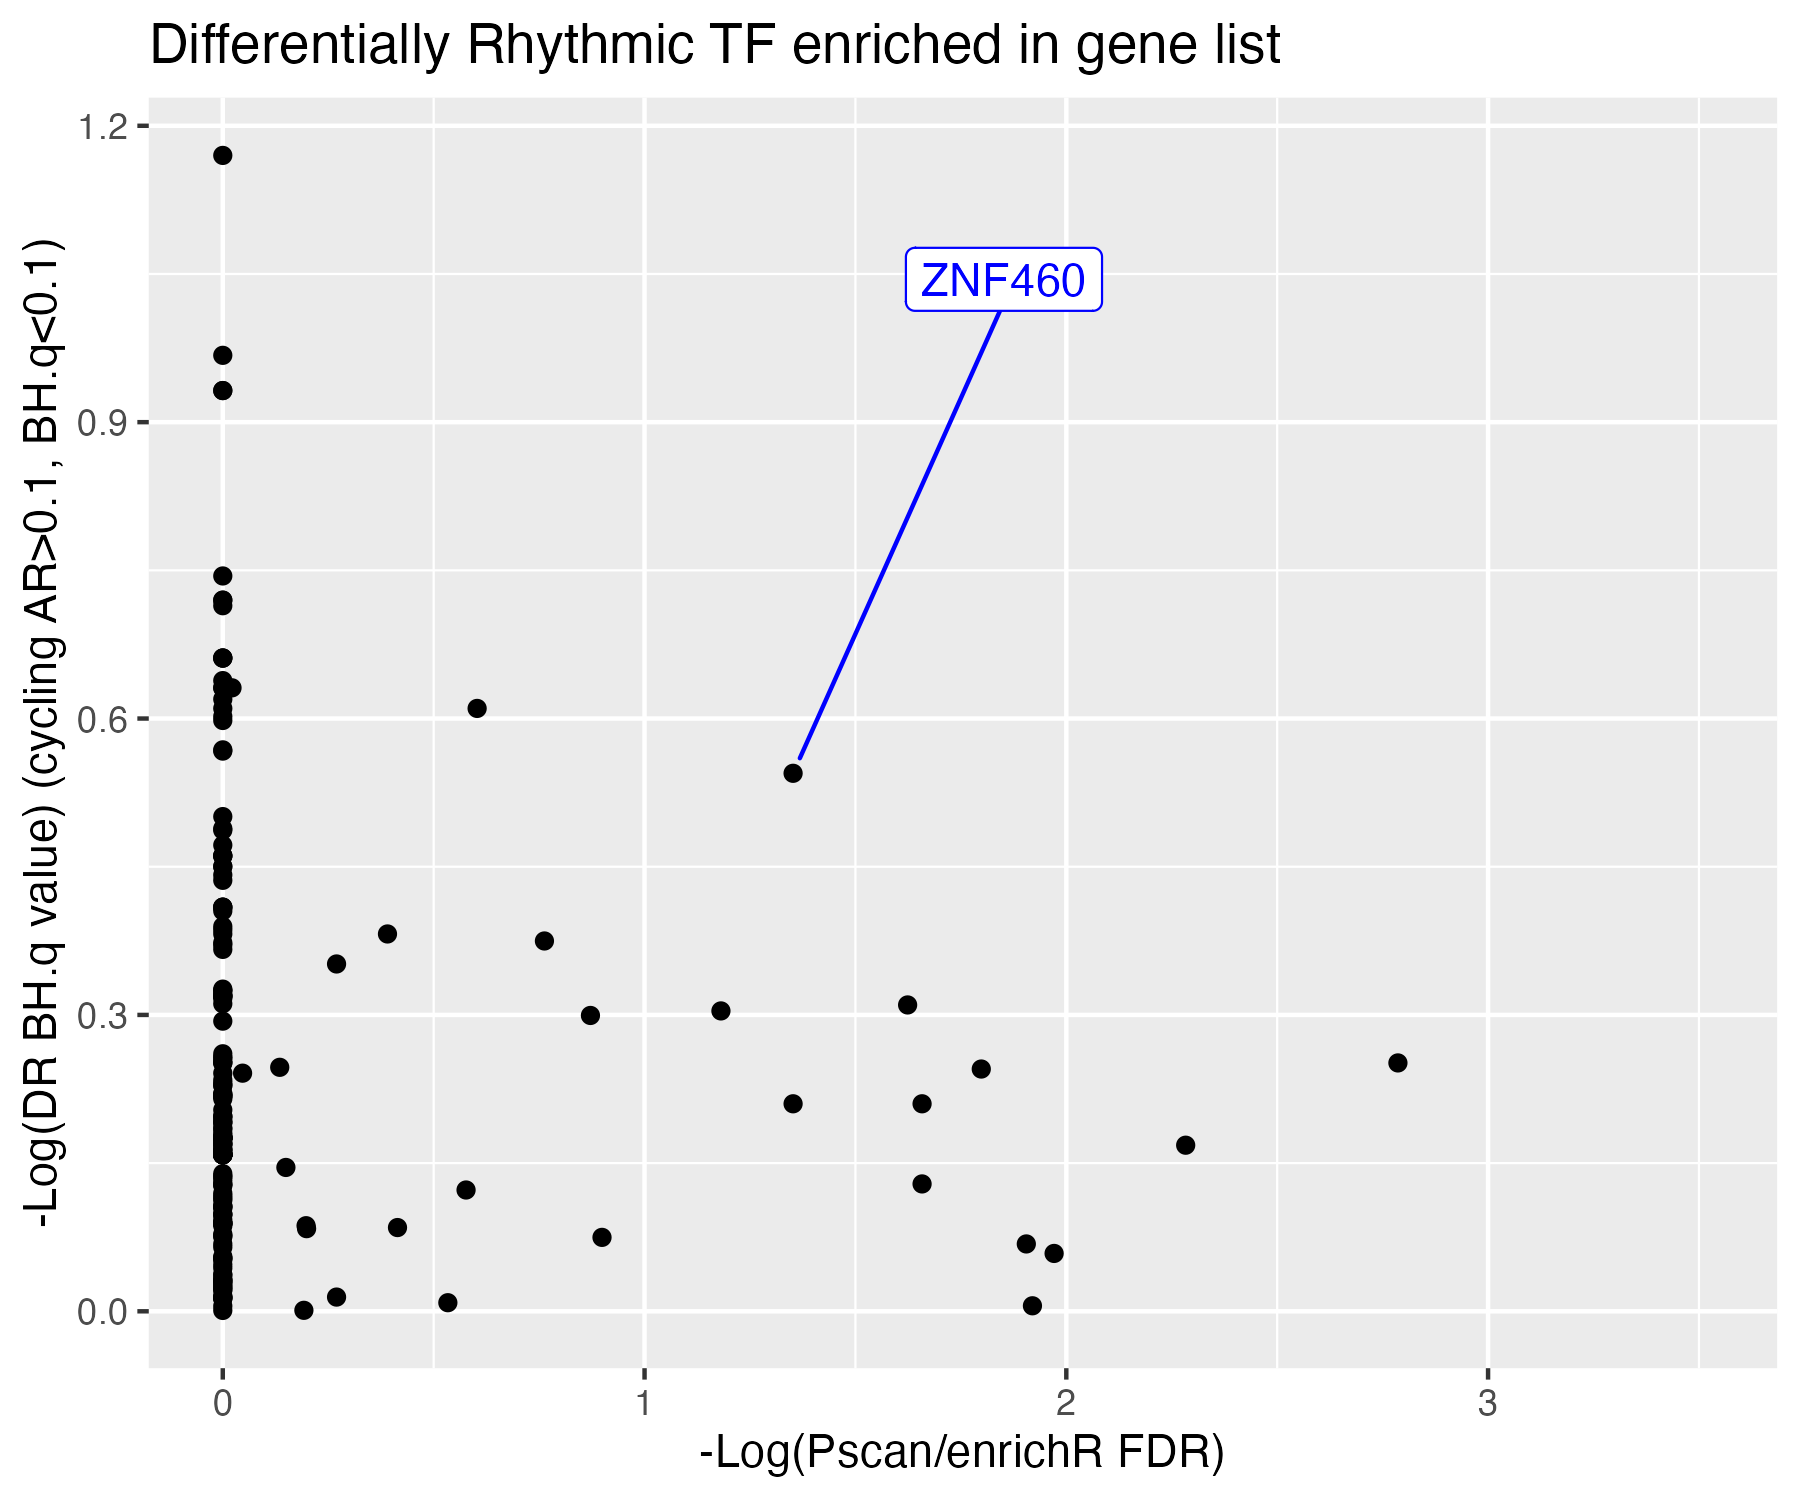 Differentially Rhythmic TF enriched in gene list
-Log(DR BH.q value) (cycling AR>0.1, BH.q<0.1)
1.2
0.9
0.6
0.3
0.0
ZNF460
0 1 2 3
-Log(Pscan/enrichR FDR)